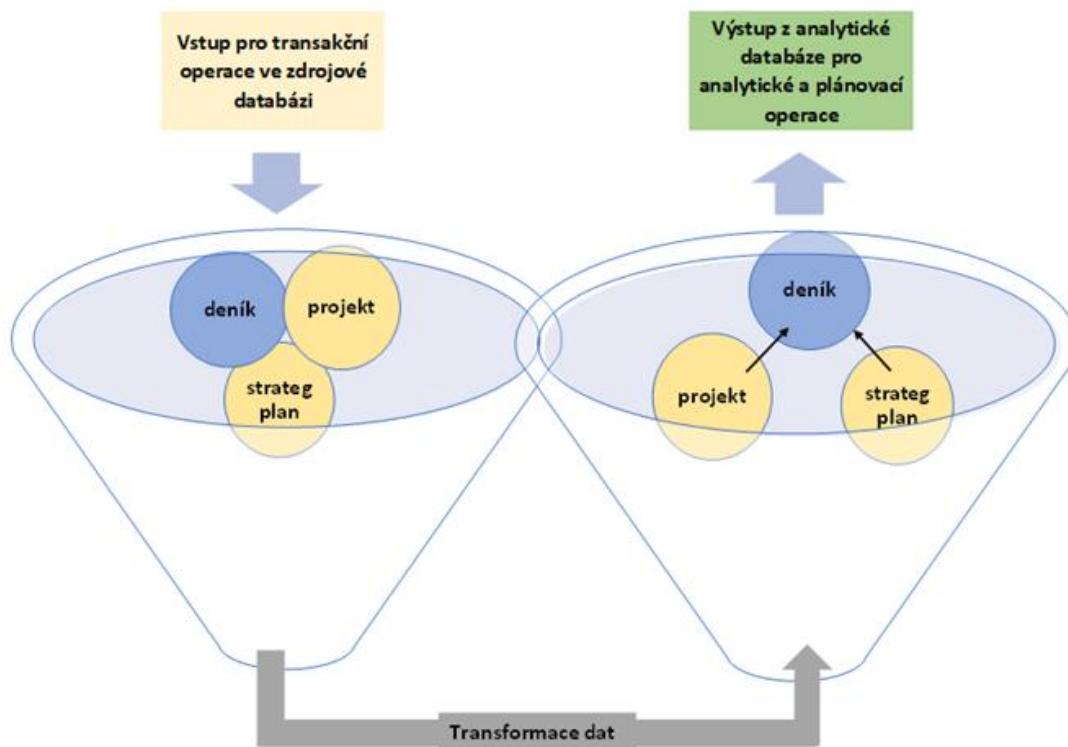 Vstup pro transakční
operace ve zdrojové
databázi
Výstup z analytické
databáze pro
analytické a plánovací
operace
deník
projekt
strateg
plan
deník
projekt
strateg
plan
Transformace dat